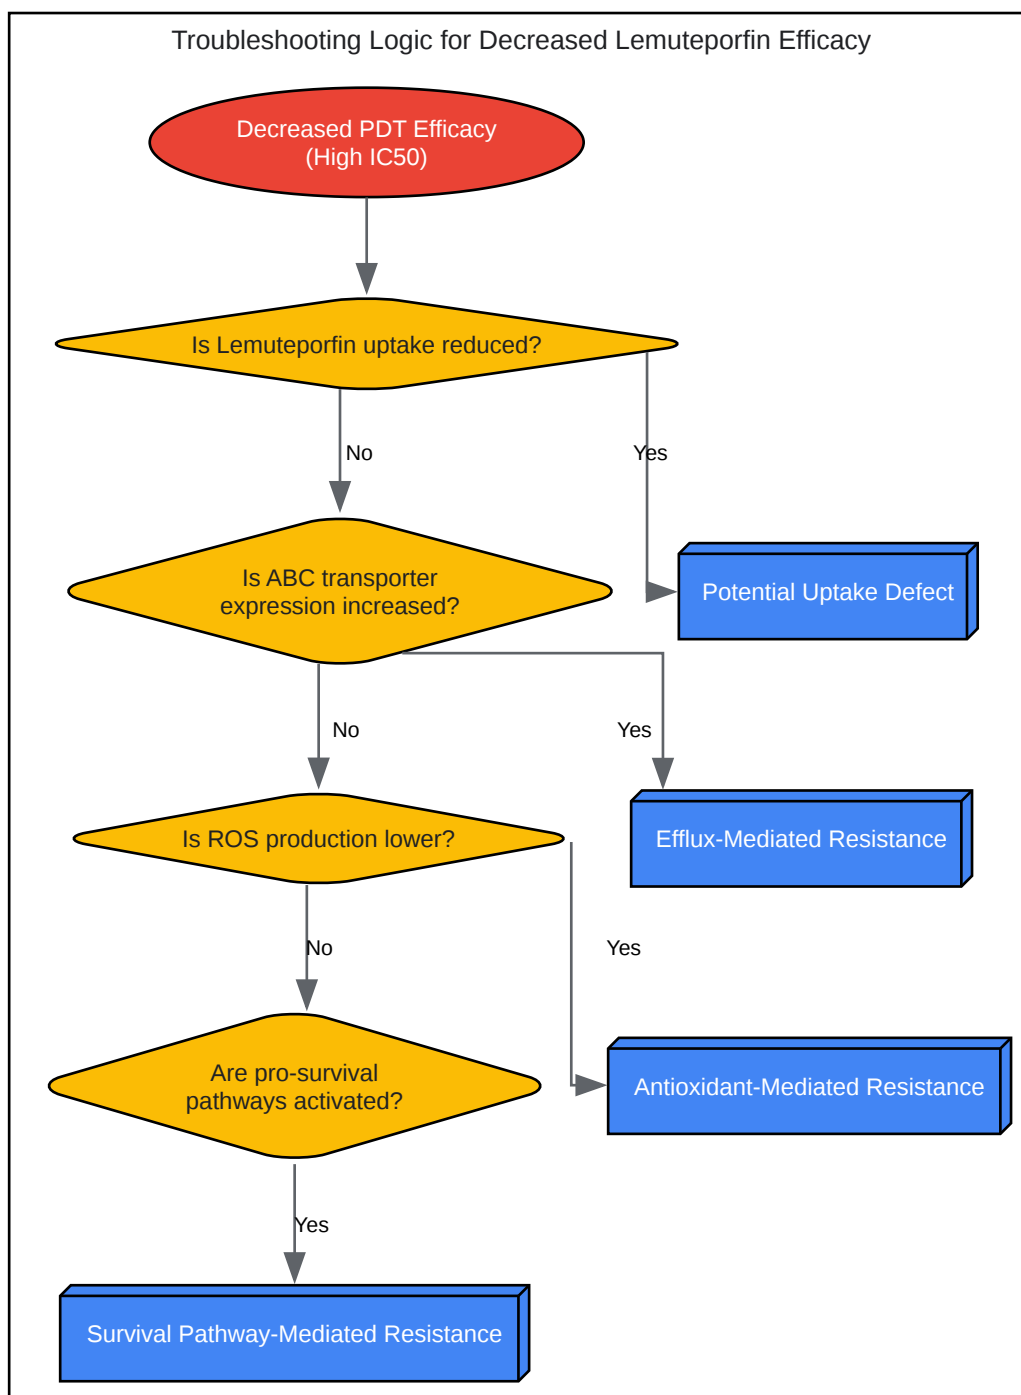 Troubleshooting Logic for Decreased Lemuteporfin Efficacy
Decreased PDT Efficacy
(High IC50)
Is Lemuteporfin uptake reduced?
No
Yes
Is ABC transporter
expression increased?
Potential Uptake Defect
No
Yes
Is ROS production lower?
Efflux-Mediated Resistance
No
Yes
Are pro-survival
pathways activated?
Antioxidant-Mediated Resistance
Yes
Survival Pathway-Mediated Resistance